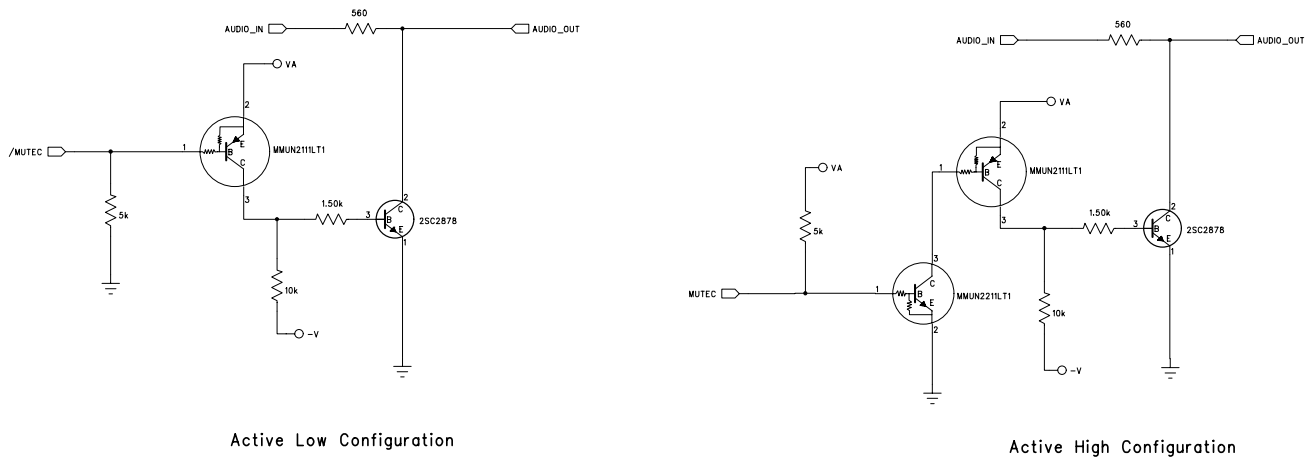 560
AUDIO_IN
AUDIO_OUT
VA
2
E
B
C
1
MMUN2111LT1
/MUTEC
3
5k
1.50k
3
2
C
B
E
1
2SC2878
10k
-V
Active Low Configuration
560
AUDIO_IN
AUDIO_OUT
VA
2
E
B
C
1
MMUN2111LT1
VA
3
5k
1.50k
3
2
C
B
E
1
2SC2878
3
C
B
E
1
MUTEC
MMUN2211LT1
2
10k
-V
Active High Configuration